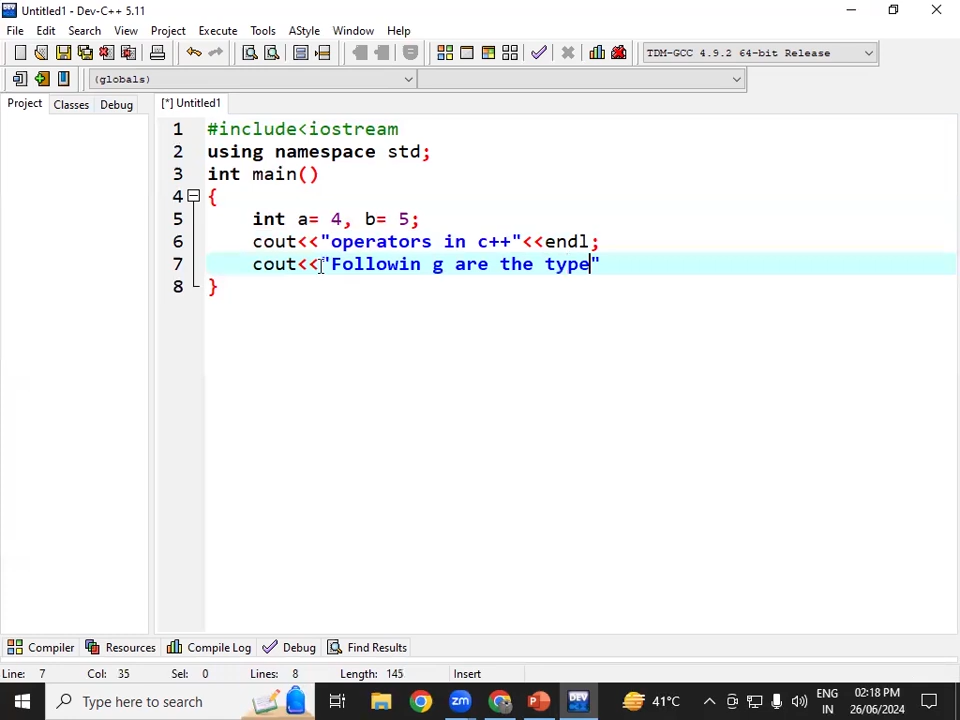 Untitled1 - Dev-C++ 5.11
File Edit Search View Project Execute Tools AStyle Window Help
TDM-GCC 4.9.2 64-bit Release
(globals)
Project Classes Debug [*] Untitled1
1 #include<iostream
2 using namespace std;
3 int main()
4 {
5 int a= 4, b= 5;
6 cout<<"operators in c++"<<endl;
7 cout<<"Followin g are the type"
8 }
Compiler Resources Compile Log Debug Find Results
Line: 7 Col: 35 Sel: 0 Lines: 8 Length: 145 Insert
Type here to search 41°C ENG 02:18 PM
IN 26/06/2024